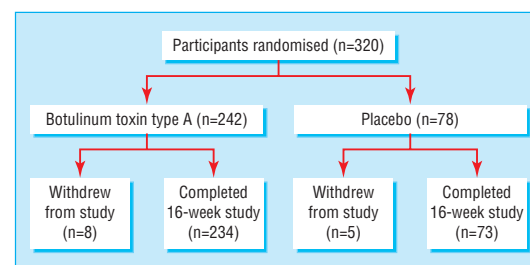 Participants randomised (n=320)
Botulinum toxin type A (n=242)
Placebo (n=78)
Withdrew
from study
(n=8)
Completed
16-week study
(n=234)
Withdrew
from study
(n=5)
Completed
16-week study
(n=73)